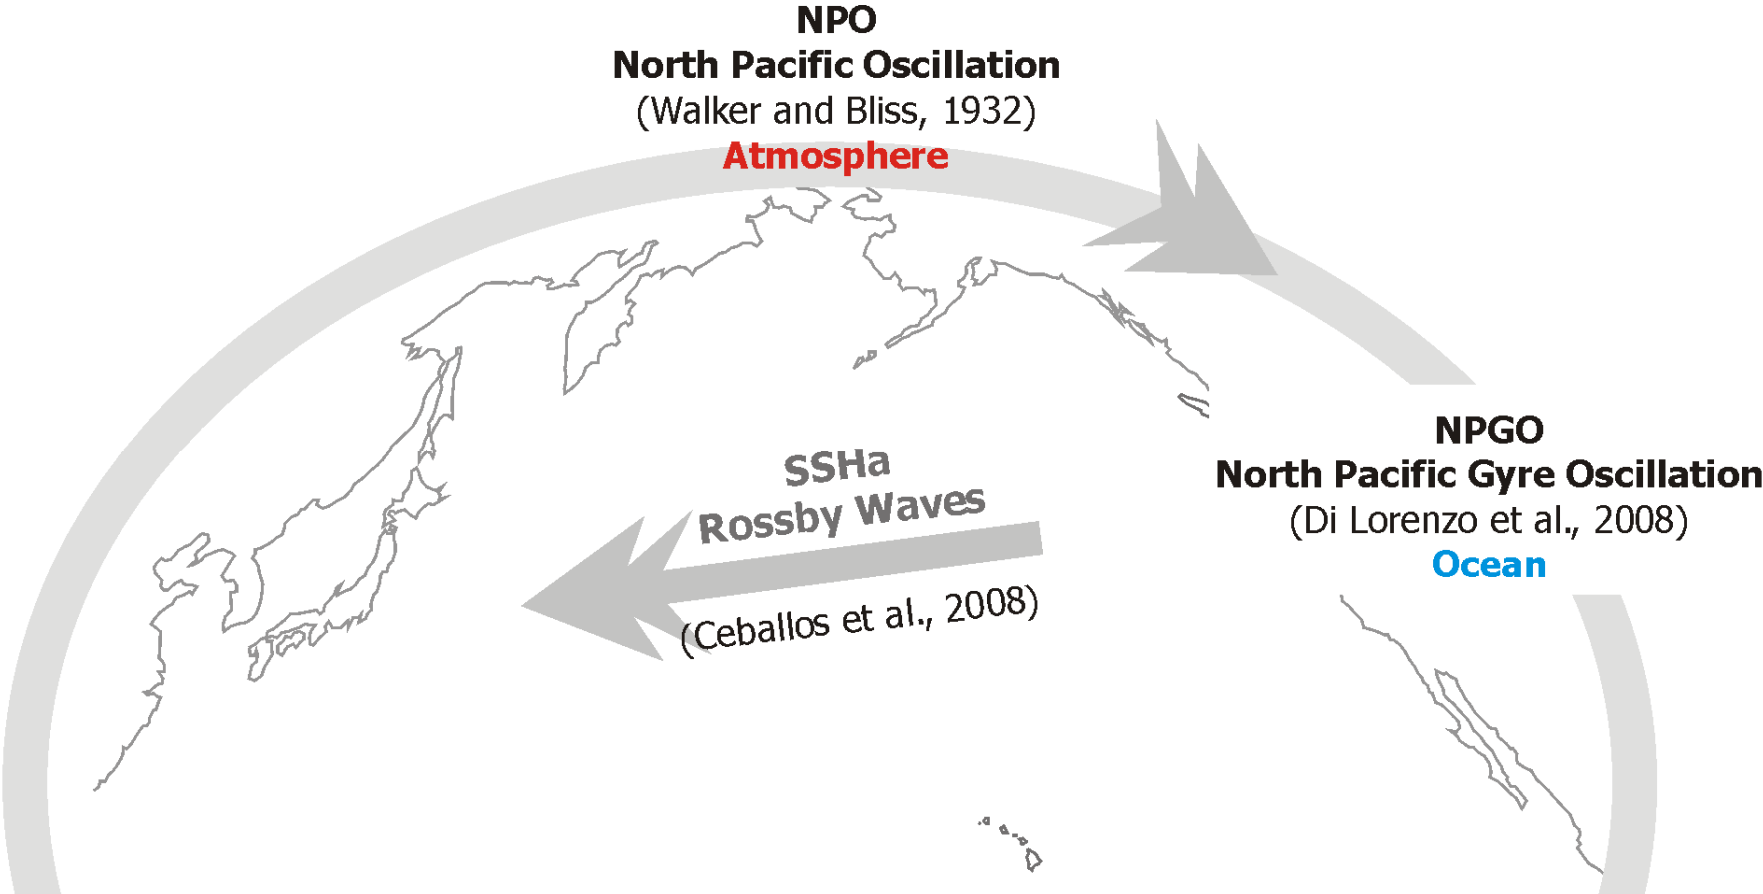 NPO
North Pacific Oscillation
(Walker and Bliss, 1932)
Atmosphere
NPGO
North Pacific Gyre Oscillation
(Di Lorenzo et al., 2008)
Ocean
SSHa
Rossby Waves
(Ceballos et al., 2008)